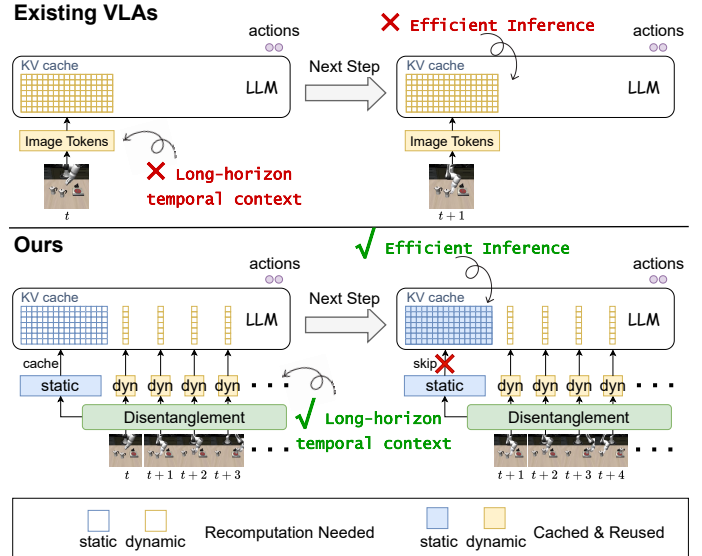 Existing VLAs
actions
KV cache
LLM
Image Tokens
t
Long-horizon
temporal context
Next Step
Efficient Inference
actions
KV cache
LLM
Image Tokens
t + 1
Ours
Efficient Inference
actions
KV cache
LLM
cache
static
dyn dyn dyn dyn
Disentanglement
t t + 1 t + 2 t + 3
Long-horizon
temporal context
Next Step
actions
KV cache
LLM
skip
static
dyn dyn dyn dyn
Disentanglement
t + 1 t + 2 t + 3 t + 4
static dynamic Recomputation Needed
static dynamic Cached & Reused